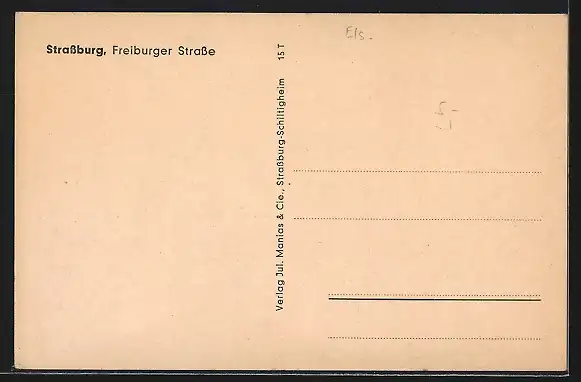 Straßburg, Freiburger Straße
Verlag Jul. Manias & Cie., Straßburg-Schiltigheim 15 T
Els.